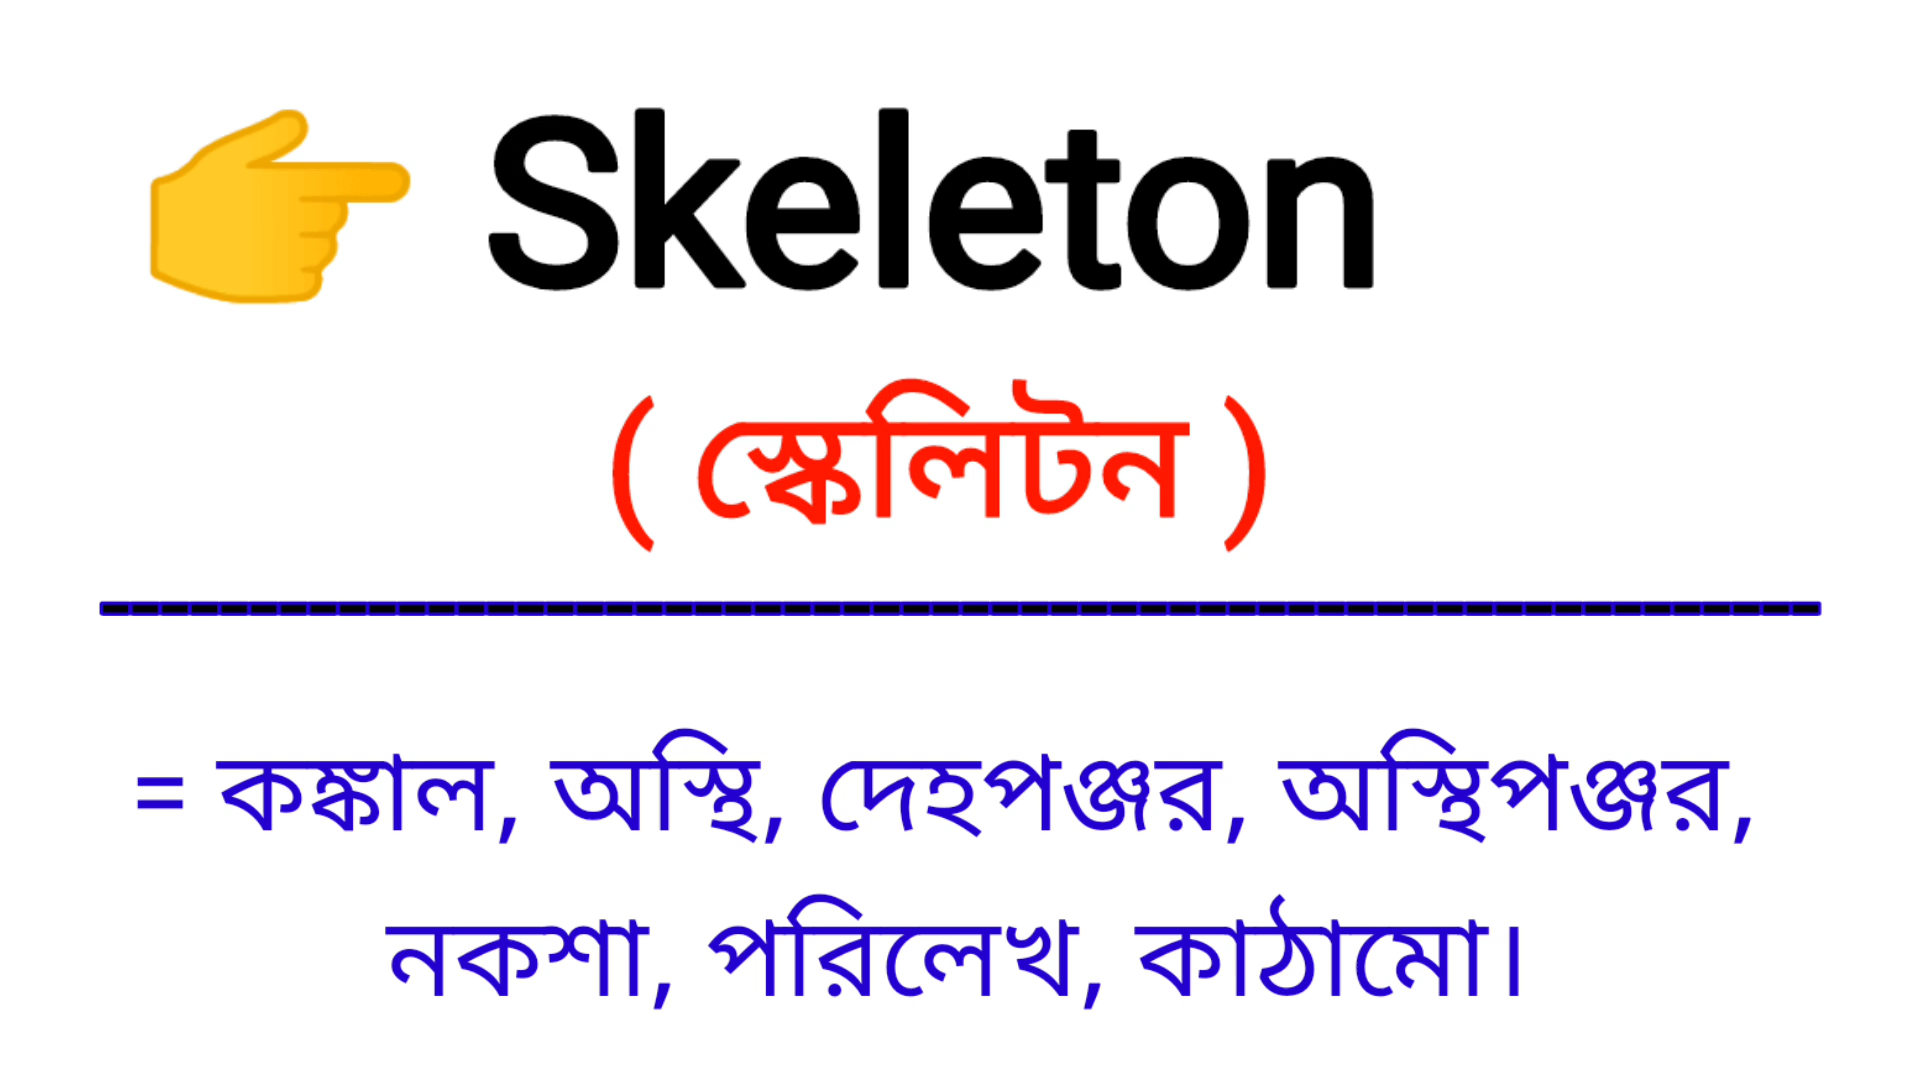 👉 Skeleton
( স্কেলিটন )
= কঙ্কাল, অস্থি, দেহপঞ্জর, অস্থিপঞ্জর,
নকশা, পরিলেখ, কাঠামো।